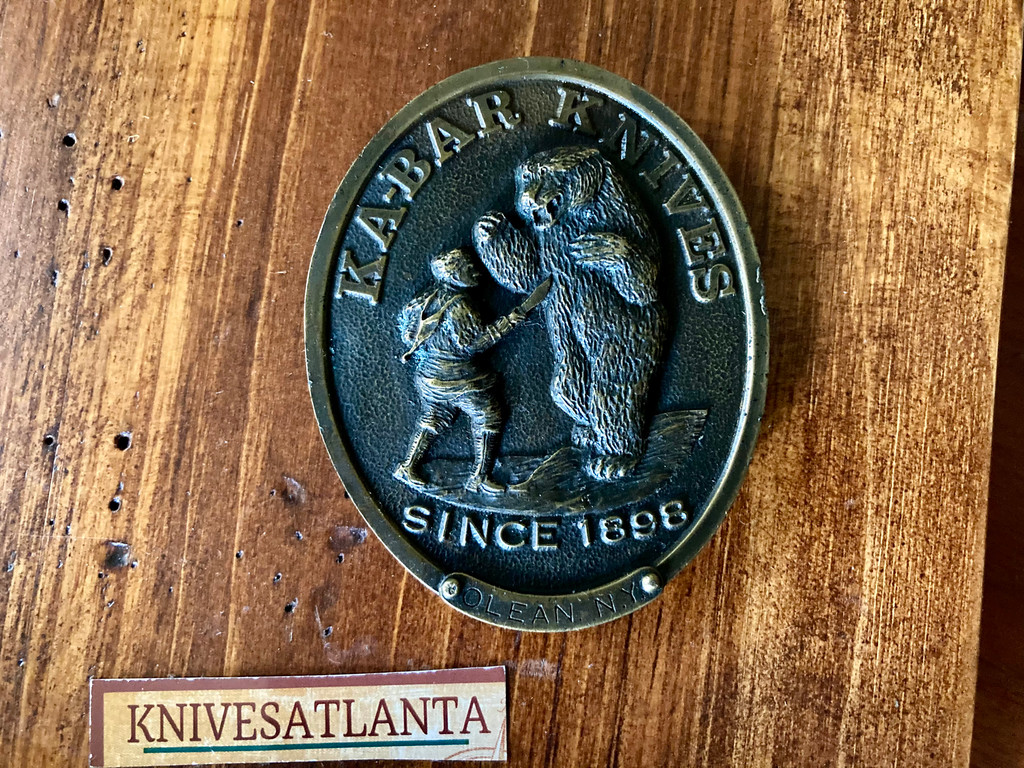 KA-BAR KNIVES
SINCE 1898
OLEAN, N.Y.
KNIVESATLANTA